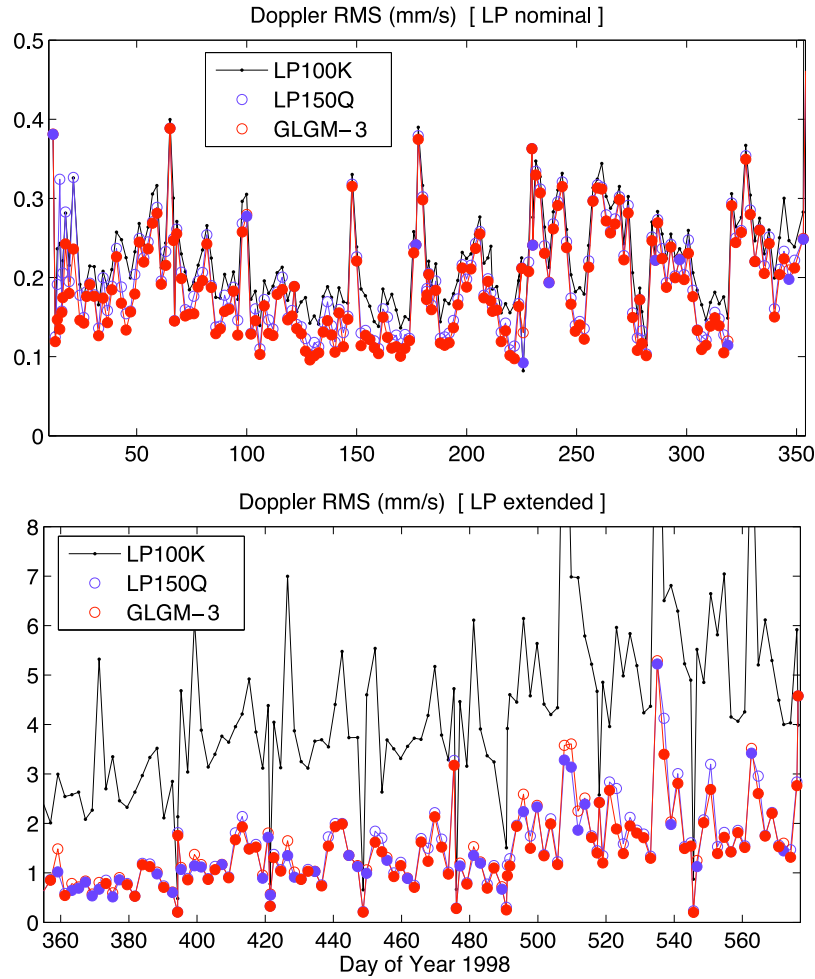 Doppler RMS (mm/s) [ LP nominal ]
0.5
0.4
0.3
0.2
0.1
0
LP100K
LP150Q
GLGM−3
50 100 150 200 250 300 350
Doppler RMS (mm/s) [ LP extended ]
8
7
6
5
4
3
2
1
0
LP100K
LP150Q
GLGM−3
360 380 400 420 440 460 480 500 520 540 560
Day of Year 1998